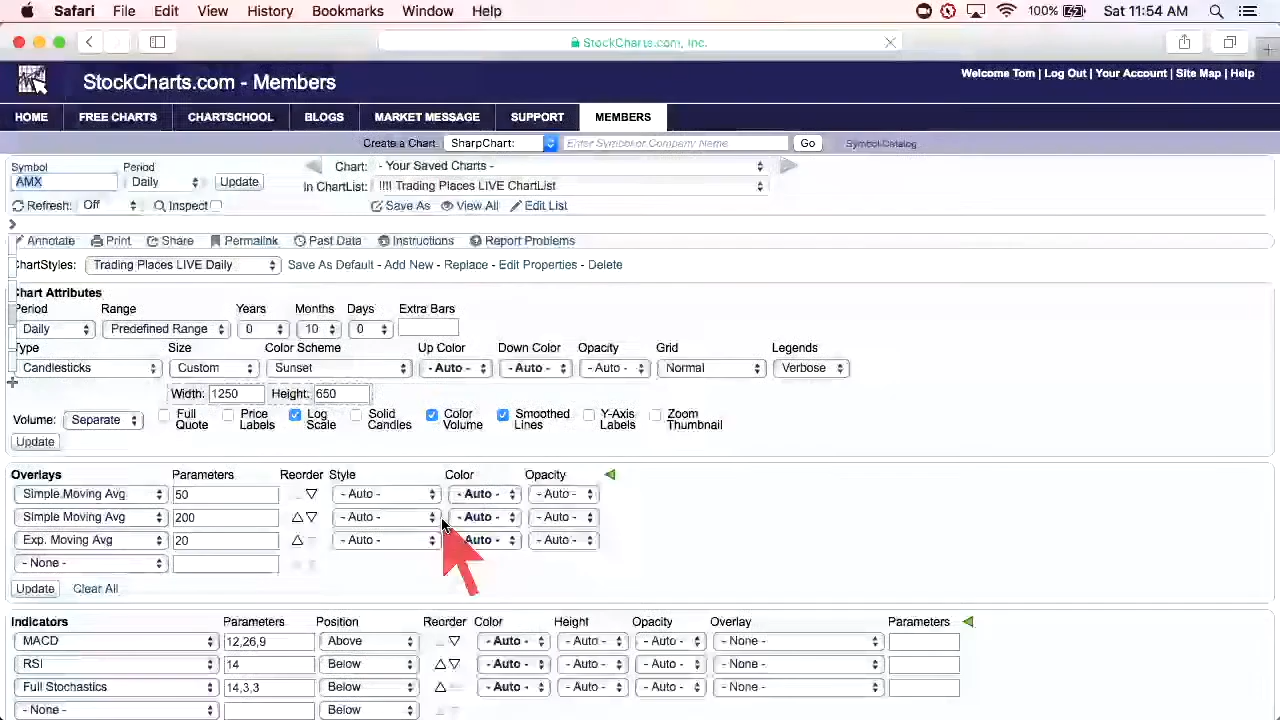 Safari File Edit View History Bookmarks Window Help 100% Sat 11:54 AM
StockCharts.com, Inc.
StockCharts.com - Members
Welcome Tom | Log Out | Your Account | Site Map | Help
HOME FREE CHARTS CHARTSCHOOL BLOGS MARKET MESSAGE SUPPORT MEMBERS
Create a Chart SharpChart: Enter Symbol or Company Name Go Symbol Catalog
Symbol Period Chart: - Your Saved Charts -
AMX Daily Update In ChartList: !!!! Trading Places LIVE ChartList
Refresh: Off Inspect Save As View All Edit List
Annotate Print Share Permalink Past Data Instructions Report Problems
ChartStyles: Trading Places LIVE Daily Save As Default - Add New - Replace - Edit Properties - Delete
Chart Attributes
Period Range Years Months Days Extra Bars
Daily Predefined Range 0 10 0
Type Size Color Scheme Up Color Down Color Opacity Grid Legends
Candlesticks Custom Sunset - Auto - - Auto - - Auto - Normal Verbose
Width: 1250 Height: 650
Volume: Separate Full Quote Price Labels Log Scale Solid Candles Color Volume Smoothed Lines Y-Axis Labels Zoom Thumbnail
Update
Overlays Parameters Reorder Style Color Opacity
Simple Moving Avg 50 - Auto - - Auto - - Auto -
Simple Moving Avg 200 - Auto - - Auto - - Auto -
Exp. Moving Avg 20 - Auto - - Auto - - Auto -
- None -
Update Clear All
Indicators Parameters Position Reorder Color Height Opacity Overlay Parameters
MACD 12,26,9 Above - Auto - - Auto - - Auto - - None -
RSI 14 Below - Auto - - Auto - - Auto - - None -
Full Stochastics 14,3,3 Below - Auto - - Auto - - Auto - - None -
- None - Below